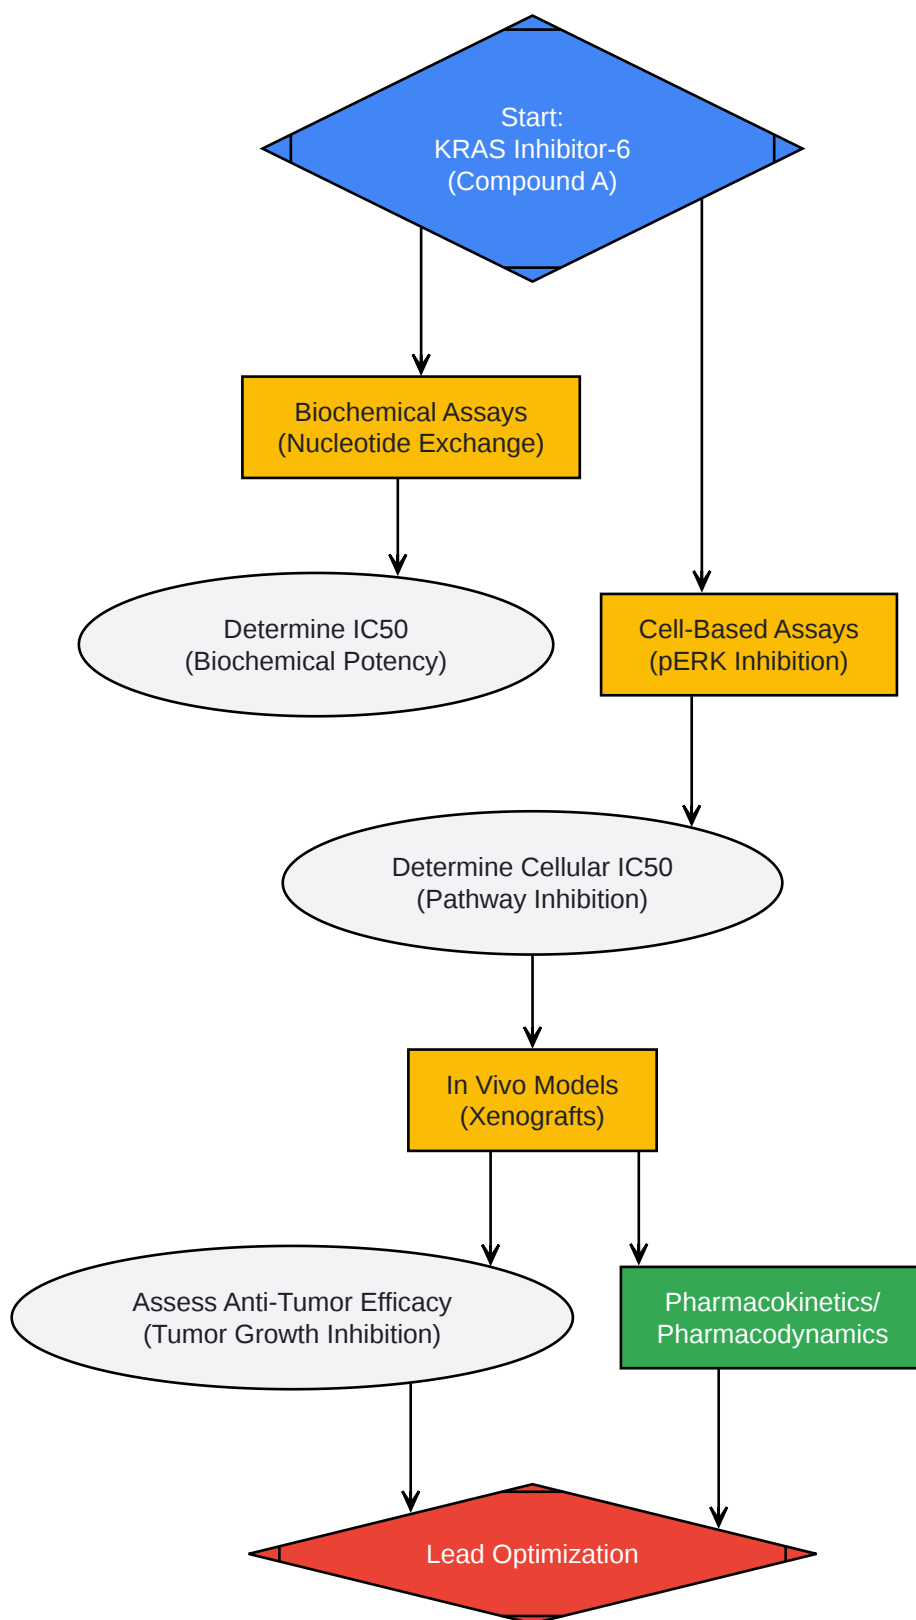 Start:
KRAS Inhibitor-6
(Compound A)
Biochemical Assays
(Nucleotide Exchange)
Determine IC50
(Biochemical Potency)
Cell-Based Assays
(pERK Inhibition)
Determine Cellular IC50
(Pathway Inhibition)
In Vivo Models
(Xenografts)
Assess Anti-Tumor Efficacy
(Tumor Growth Inhibition)
Pharmacokinetics/
Pharmacodynamics
Lead Optimization